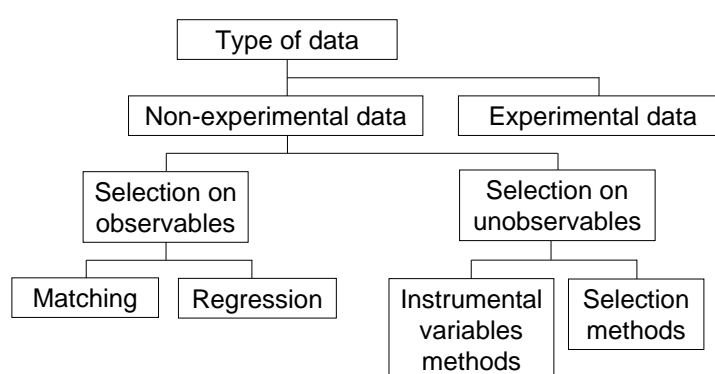 Type of data
Non-experimental data
Experimental data
Selection on
observables
Selection on
unobservables
Matching
Regression
Instrumental
variables
methods
Selection
methods